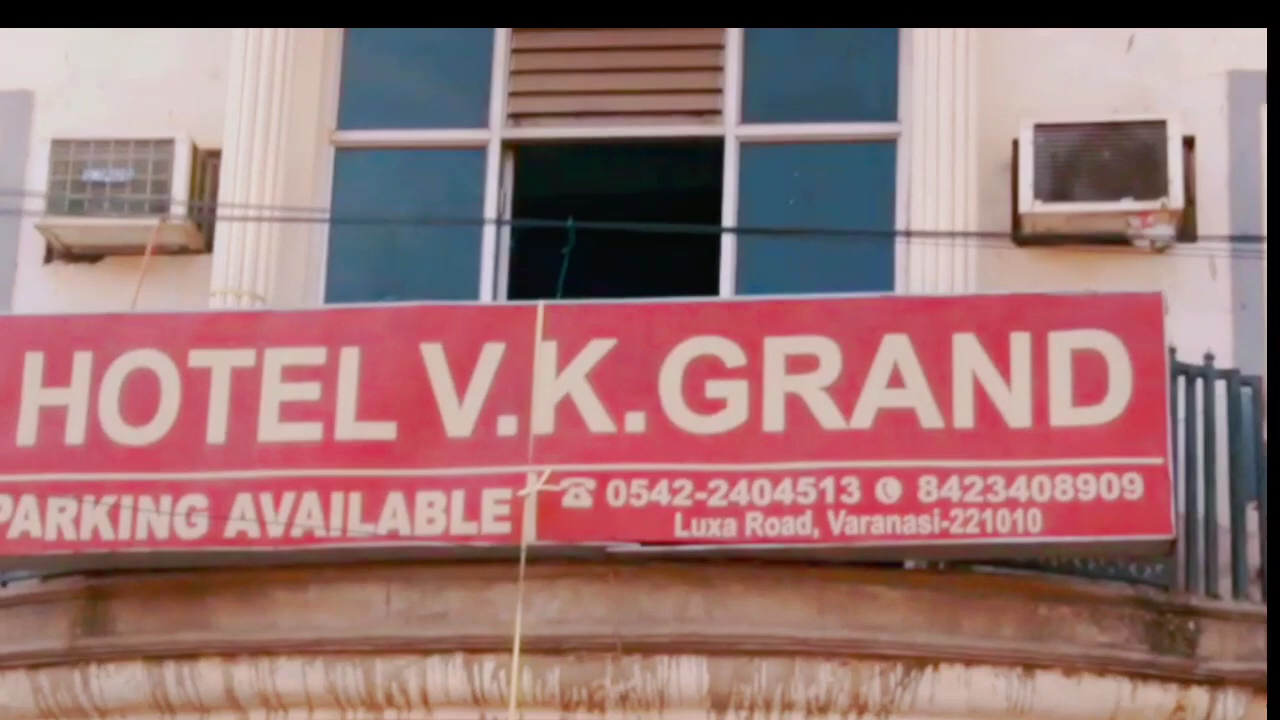 HOTEL V.K.GRAND
PARKING AVAILABLE
0542-2404513 8423408909
Luxa Road, Varanasi-221010